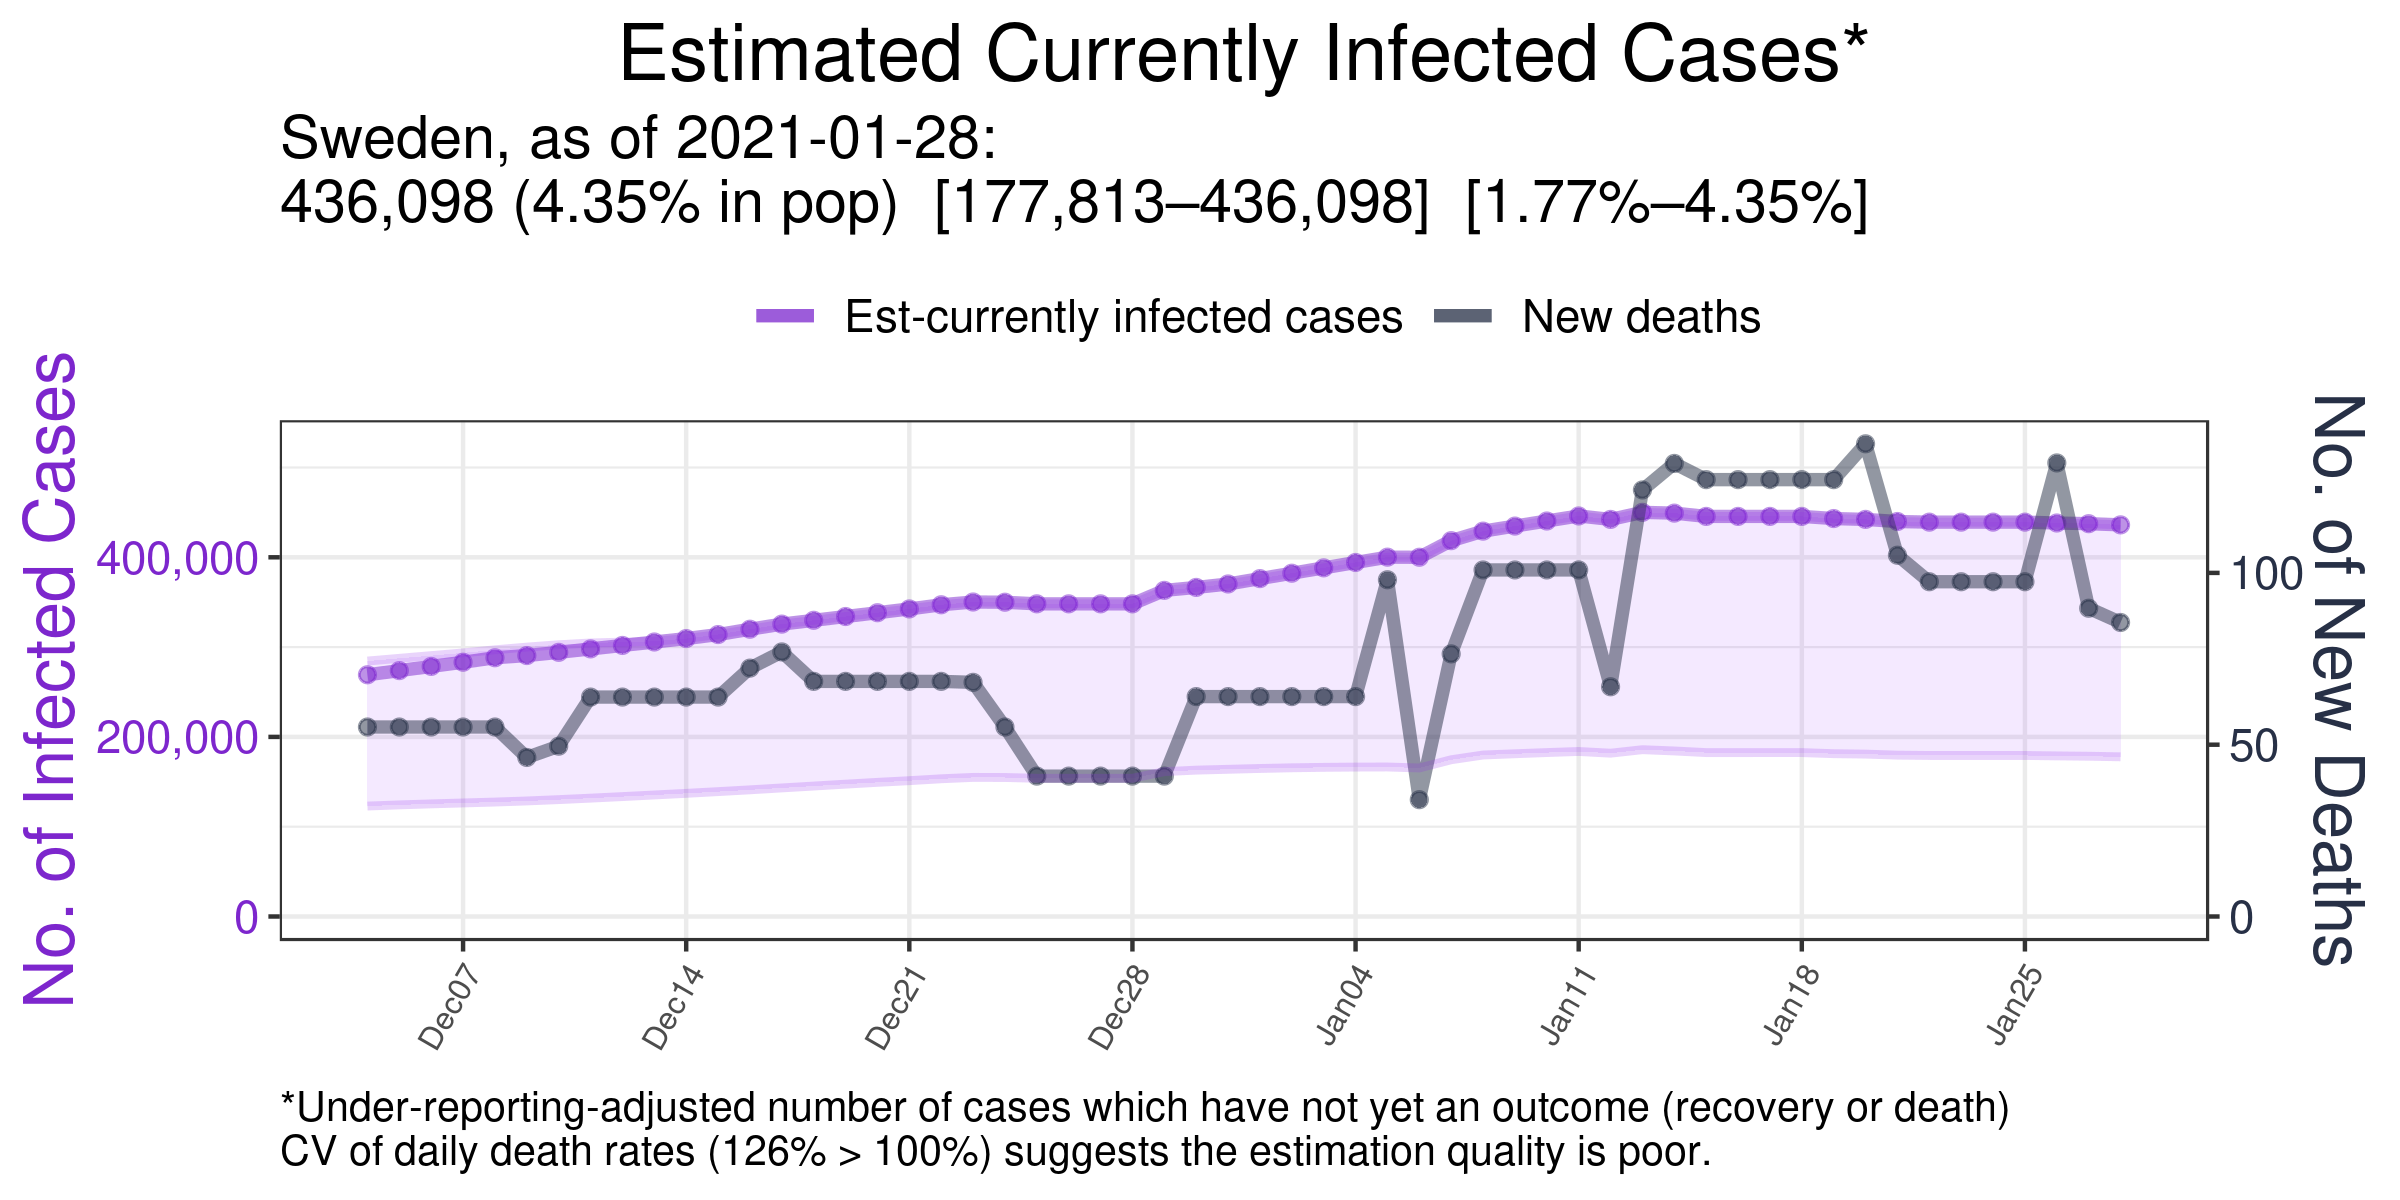 Estimated Currently Infected Cases*
Sweden, as of 2021-01-28:
436,098 (4.35% in pop)  [177,813–436,098]  [1.77%–4.35%]
Est-currently infected cases
New deaths
No. of Infected Cases
400,000
200,000
0
No. of New Deaths
100
50
0
Dec07
Dec14
Dec21
Dec28
Jan04
Jan11
Jan18
Jan25
*Under-reporting-adjusted number of cases which have not yet an outcome (recovery or death)
CV of daily death rates (126% > 100%) suggests the estimation quality is poor.